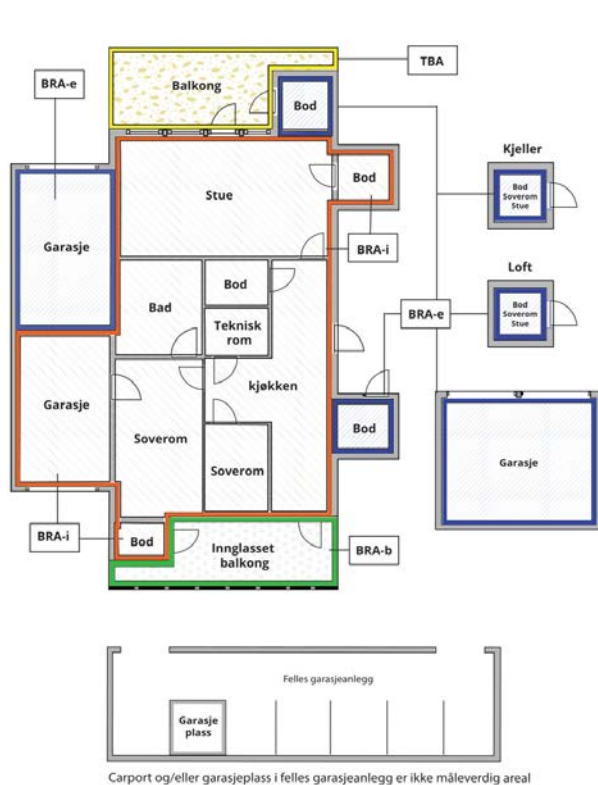 TBA
BRA-e
Balkong
Bod
Kjeller
Bod
Soverom
Stue
Stue
Bod
Garasje
BRA-i
Loft
Bod
Soverom
Stue
Bad
Bod
Teknisk
rom
BRA-e
kjøkken
Garasje
Soverom
Bod
Soverom
Garasje
BRA-i
Bod
Innglasset
balkong
BRA-b
Felles garasjeanlegg
Garasje
plass
Carport og/eller garasjeplass i felles garasjeanlegg er ikke måleverdig areal